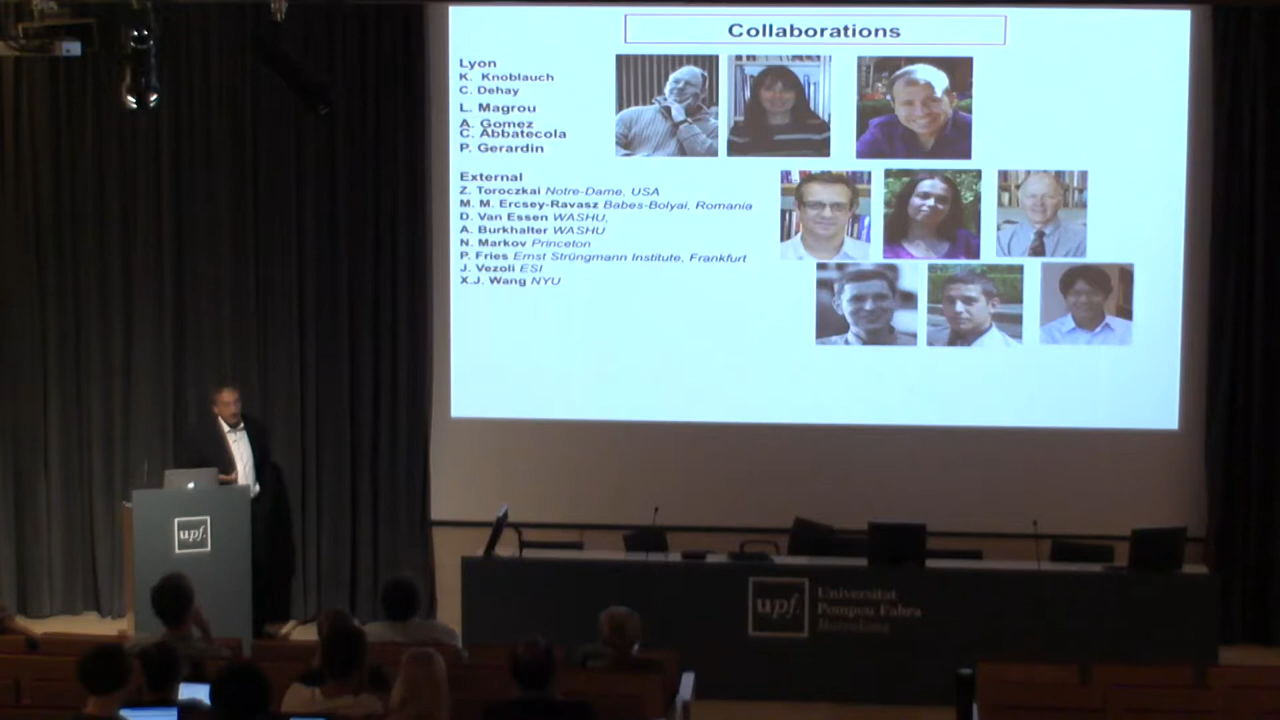 Collaborations
Lyon
K. Knoblauch
C. Dehay
L. Magrou
A. Gomez
C. Abbatecola
P. Gerardin
External
Z. Toroczkai Notre-Dame, USA
M. M. Ercsey-Ravasz Babes-Bolyai, Romania
D. Van Essen WASHU,
A. Burkhalter WASHU
N. Markov Princeton
P. Fries Ernst Strüngmann Institute, Frankfurt
J. Vezoli ESI
X.J. Wang NYU
upf.
upf.
Universitat
Pompeu Fabra
Barcelona